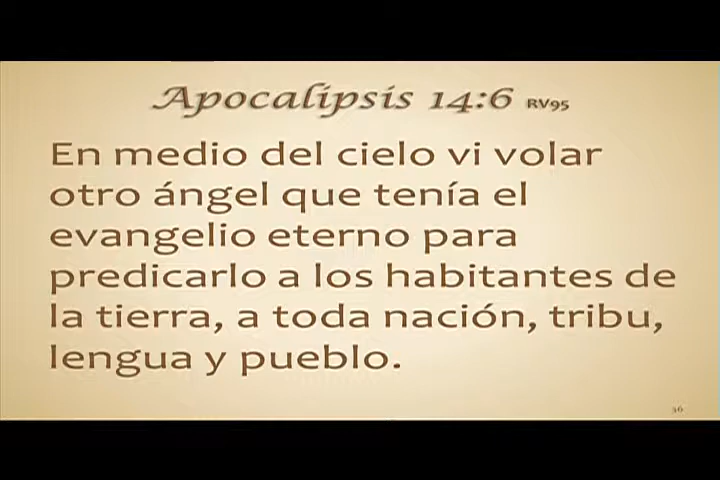 Apocalipsis 14:6 RV95
En medio del cielo vi volar
otro ángel que tenía el
evangelio eterno para
predicarlo a los habitantes de
la tierra, a toda nación, tribu,
lengua y pueblo.
36